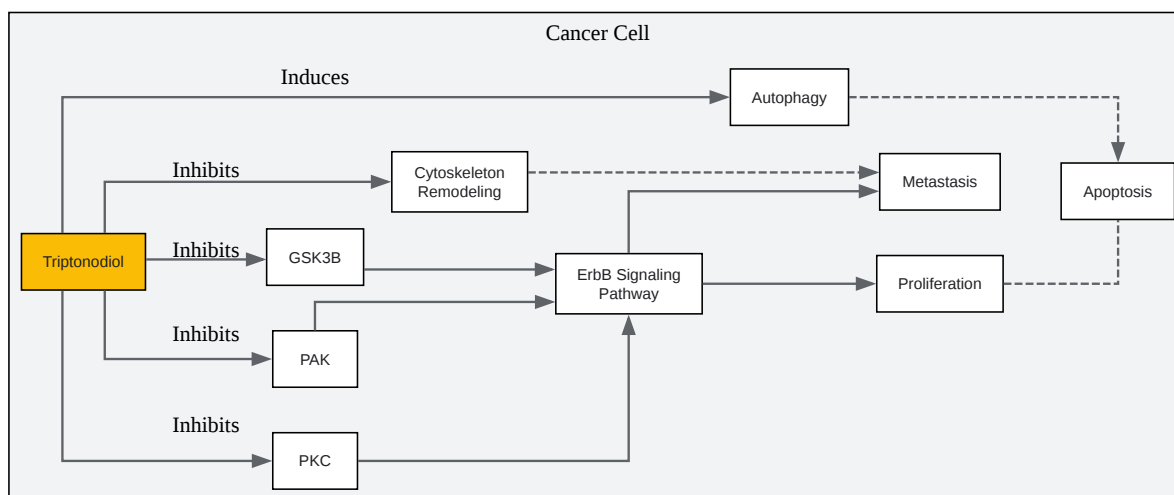 Cancer Cell
Induces
Autophagy
Inhibits
Cytoskeleton
Remodeling
Metastasis
Apoptosis
Triptonodiol
Inhibits
GSK3B
ErbB Signaling
Pathway
Proliferation
Inhibits
PAK
Inhibits
PKC